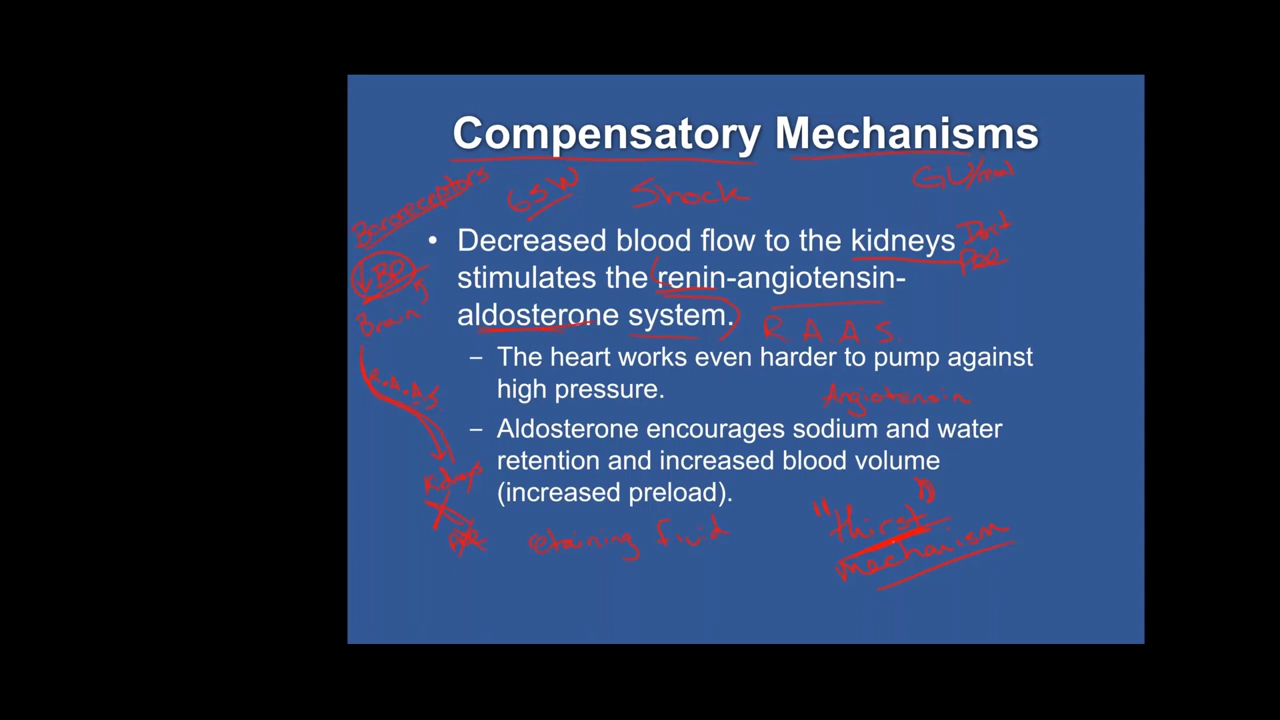 Compensatory Mechanisms
Baroreceptors
GSW
Shock
• Decreased blood flow to the kidneys
stimulates the renin-angiotensin-
aldosterone system.
↓BP
Brain
R.A.A.S.
– The heart works even harder to pump against
high pressure.
R.A.A.S
Angiotensin
– Aldosterone encourages sodium and water
retention and increased blood volume
(increased preload).
Kidneys
retaining fluid
"thirst"
mechanism